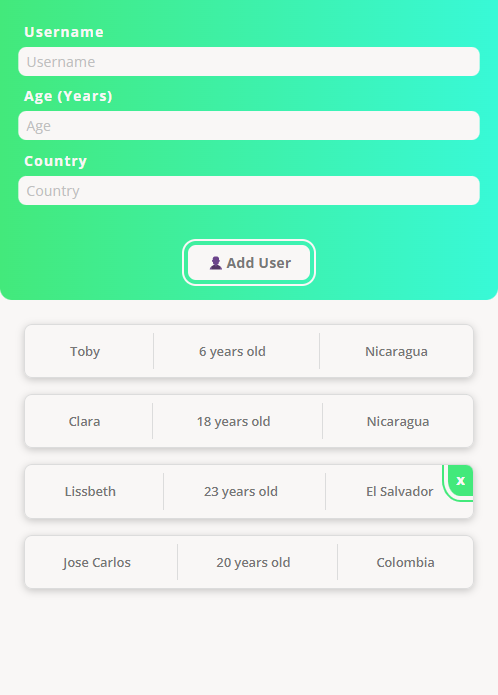 Username
Username
Age (Years)
Age
Country
Country
Add User
Toby 6 years old Nicaragua
Clara 18 years old Nicaragua
Lissbeth 23 years old El Salvador x
Jose Carlos 20 years old Colombia